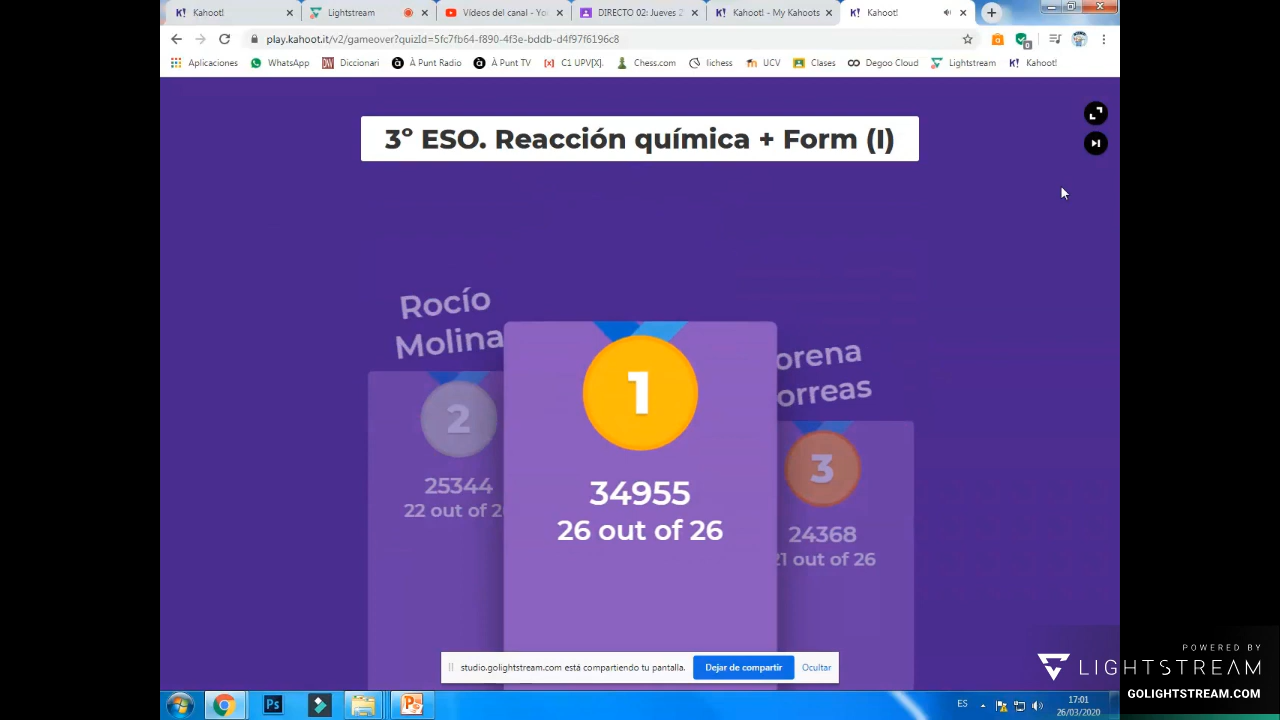 Kahoot!
Lightstream
Vídeos del canal - Yo
DIRECTO 02: Jueves 2
Kahoot! - My Kahoots
Kahoot!
play.kahoot.it/v2/gameover?quizId=5fc7fb64-f890-4f3e-bddb-d4f97f6196c8
Aplicaciones
WhatsApp
Diccionari
À Punt Radio
À Punt TV
C1 UPV[X].
Chess.com
lichess
UCV
Clases
Degoo Cloud
Lightstream
Kahoot!
3º ESO. Reacción química + Form (I)
Rocío
Molina
2
25344
22 out of 2
1
34955
26 out of 26
orena
orreas
3
24368
21 out of 26
studio.golightstream.com está compartiendo tu pantalla.
Dejar de compartir
Ocultar
POWERED BY
LIGHTSTREAM
GOLIGHTSTREAM.COM
Ps
ES
17:01
26/03/2020